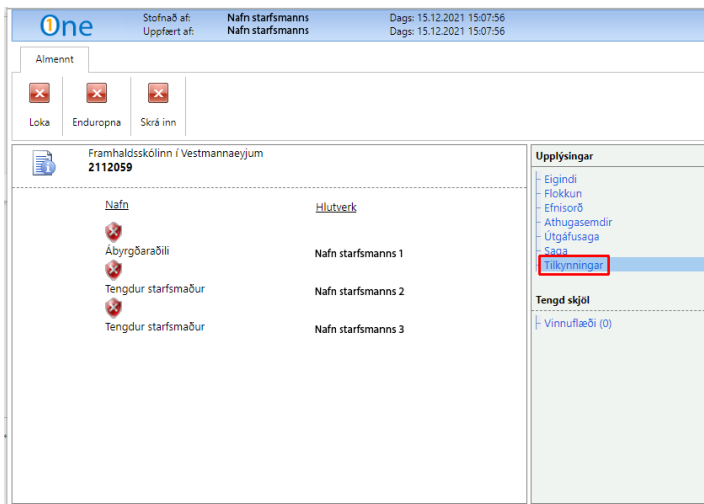 One
Stofnað af: Nafn starfsmanns Dags: 15.12.2021 15:07:56
Uppfært af: Nafn starfsmanns Dags: 15.12.2021 15:07:56
Almennt
Loka Enduropna Skrá inn
Framhaldsskólinn í Vestmannaeyjum
2112059
Nafn Hlutverk
Ábyrgðaraðili Nafn starfsmanns 1
Tengdur starfsmaður Nafn starfsmanns 2
Tengdur starfsmaður Nafn starfsmanns 3
Upplýsingar
Eigindi
Flokkun
Efnisorð
Athugasemdir
Útgáfusaga
Saga
Tilkynningar
Tengd skjöl
Vinnuflæði (0)